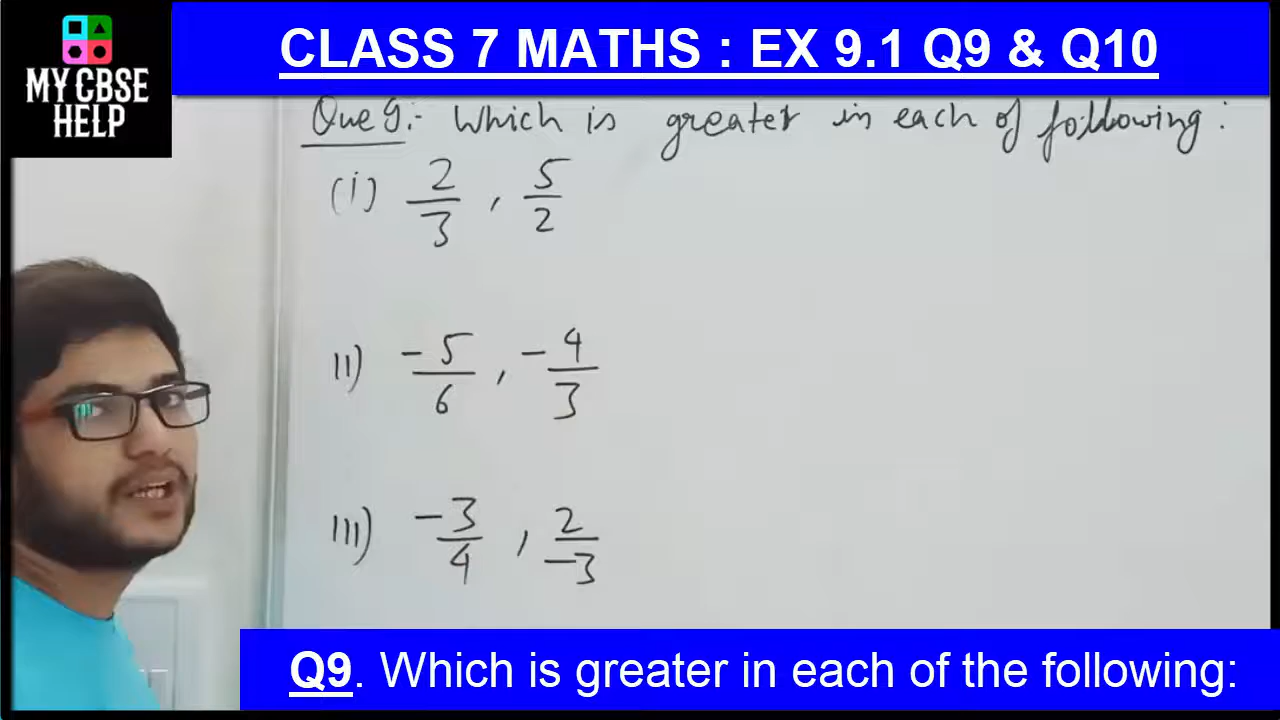 MY CBSE
HELP
CLASS 7 MATHS : EX 9.1 Q9 & Q10
Que 9:- Which is greater in each of following:
(i) 2/3 , 5/2
II) -5/6 , -4/3
III) -3/4 , 2/-3
Q9. Which is greater in each of the following: